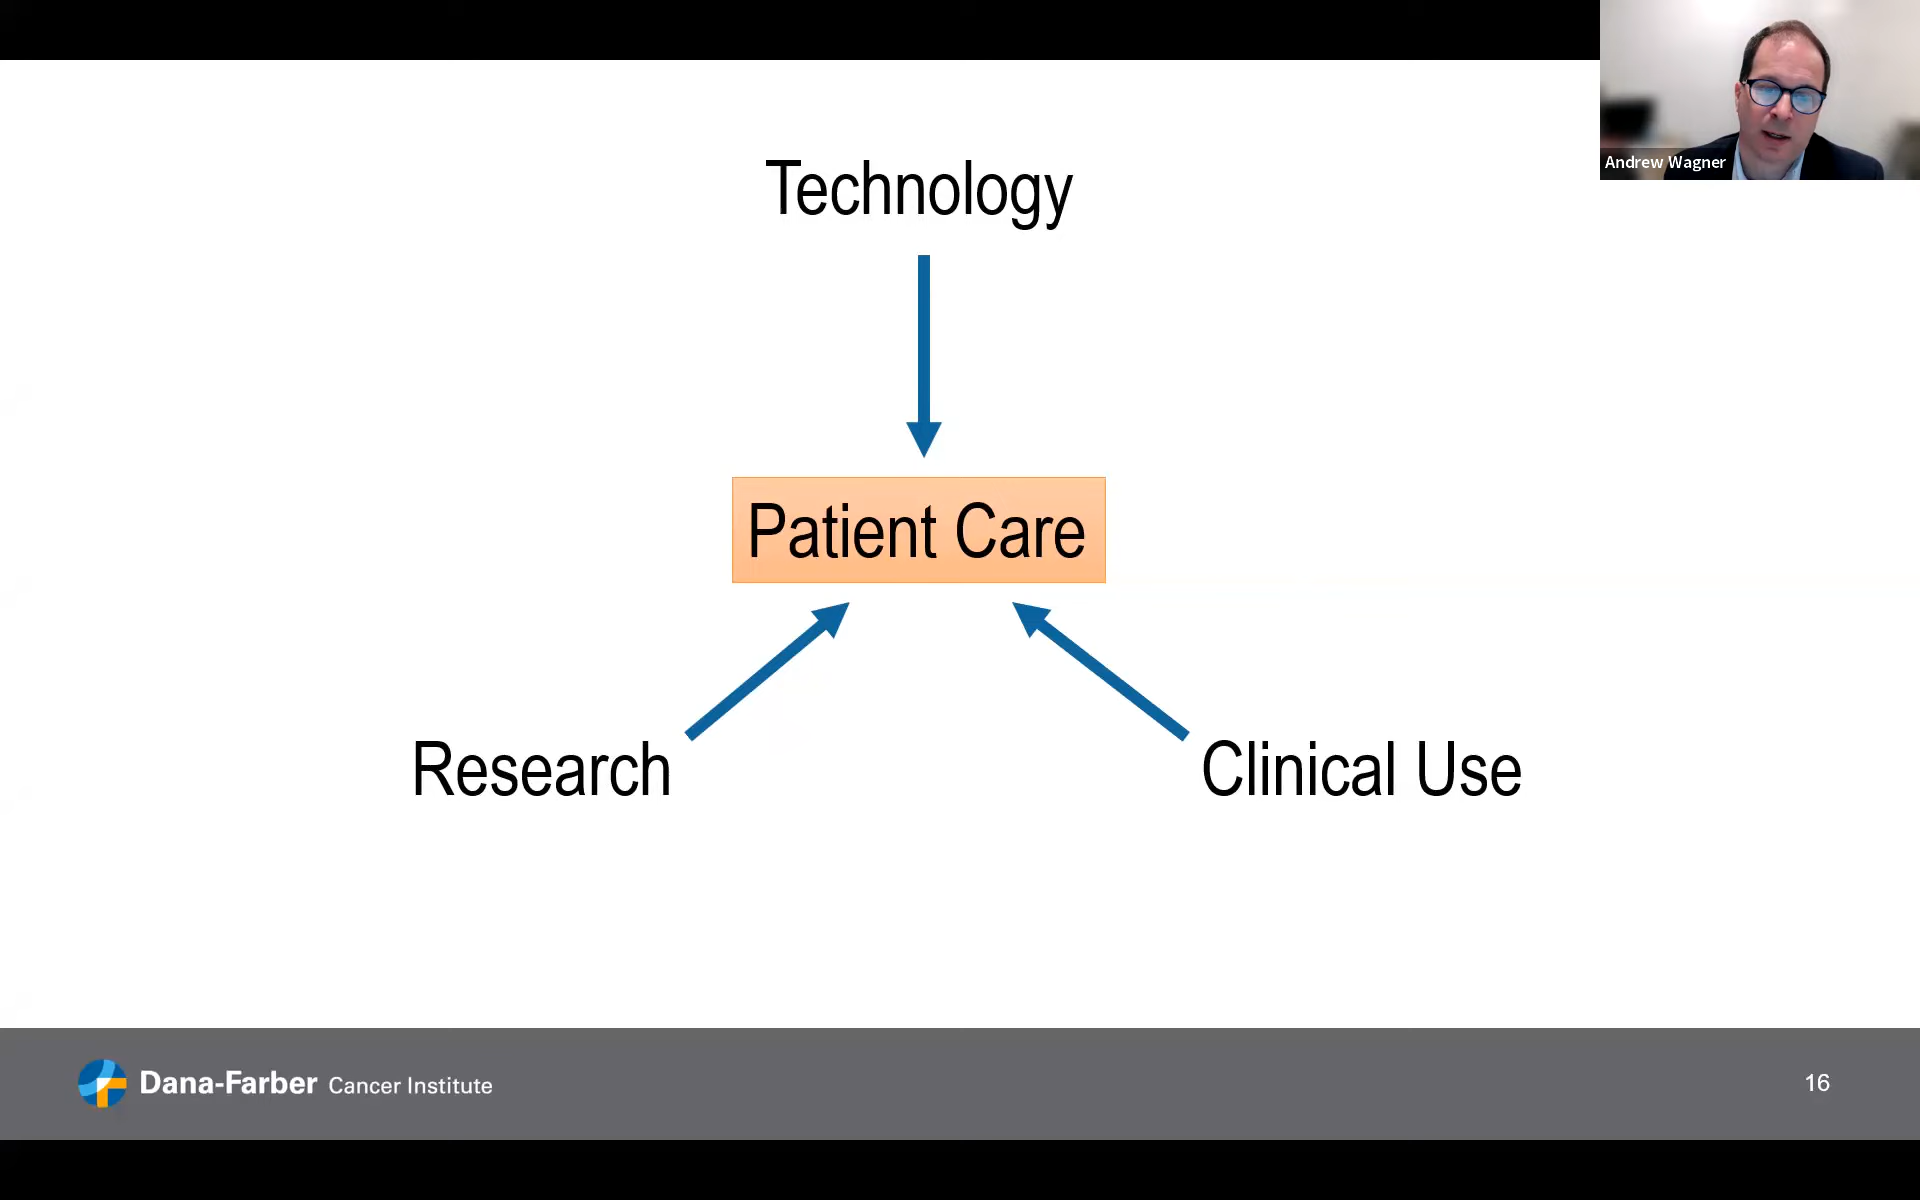 Andrew Wagner
Technology
Patient Care
Research
Clinical Use
Dana-Farber Cancer Institute
16